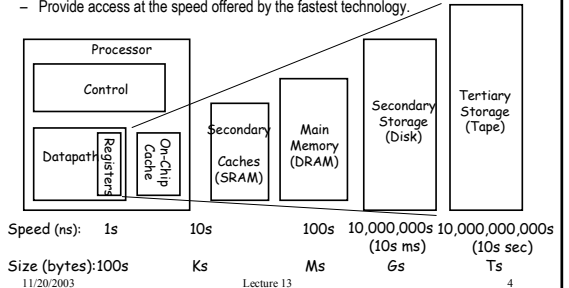 – Provide access at the speed offered by the fastest technology.
Processor
Control
Datapath
Registers
On-Chip
Cache
Secondary
Caches
(SRAM)
Main
Memory
(DRAM)
Secondary
Storage
(Disk)
Tertiary
Storage
(Tape)
Speed (ns): 1s 10s 100s 10,000,000s 10,000,000,000s
(10s ms) (10s sec)
Size (bytes): 100s Ks Ms Gs Ts
11/20/2003 Lecture 13 4